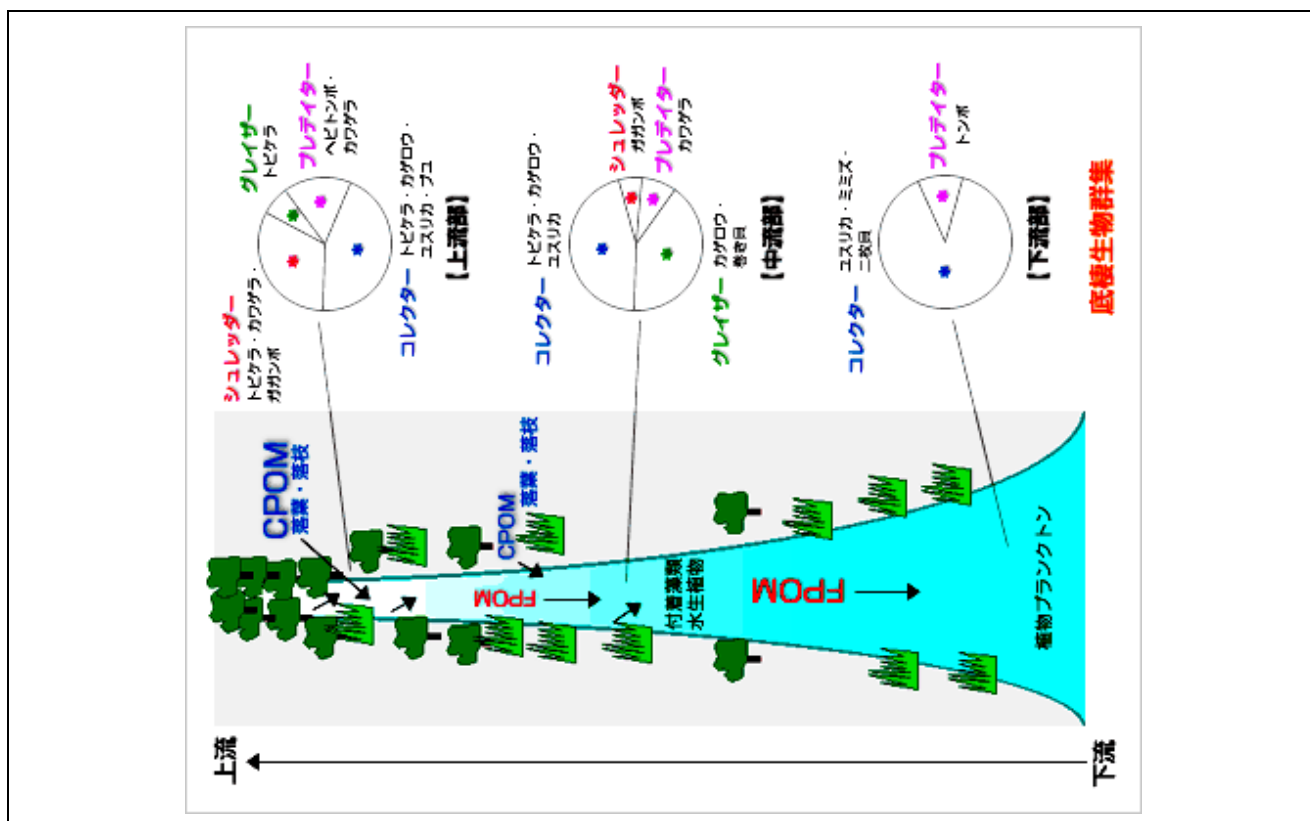 シュレッダー
トビケラ・カワゲラ・
ガガンボ
グレイザー
トビケラ
プレデイター
ヘビトンボ・
カワゲラ
コレクター
トビケラ・カゲロウ・
ユスリカ・ブユ
【上流部】
コレクター
トビケラ・カゲロウ・
ユスリカ
シュレッダー
ガガンボ
プレデイター
カワゲラ
グレイザー
カゲロウ・
巻き貝
【中流部】
コレクター
ユスリカ・ミミズ・
二枚貝
プレデイター
トンボ
【下流部】
底棲生物群集
CPOM
落葉・落枝
CPOM
落葉・落枝
FPOM
付着藻類
水生植物
FPOM
植物プランクトン
上流
下流